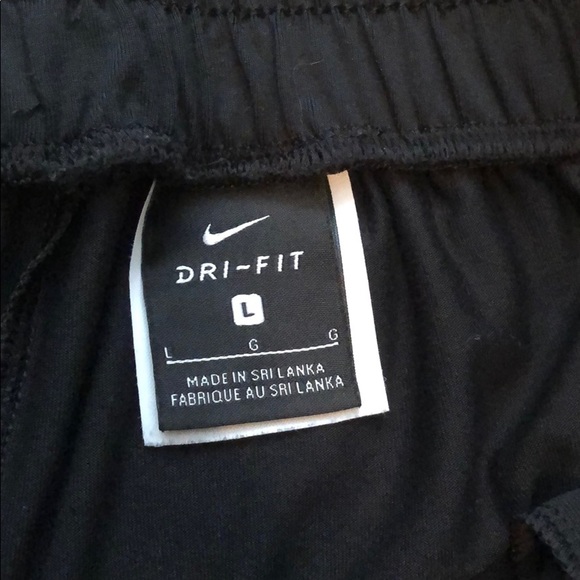 DRI-FIT
L
L G G
MADE IN SRI LANKA
FABRIQUE AU SRI LANKA